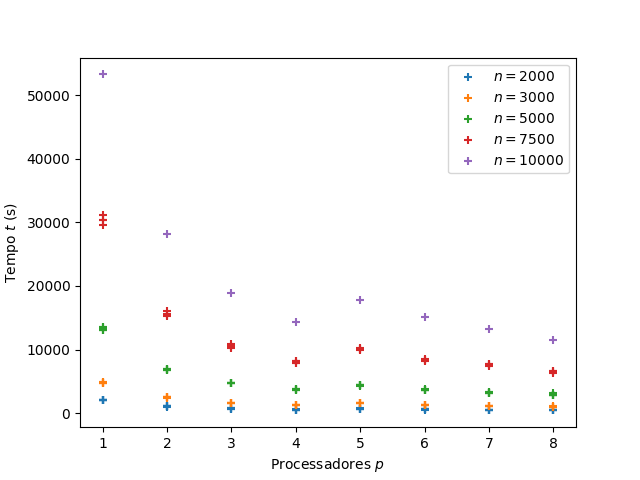 50000
40000
30000
20000
10000
0
Tempo t (s)
n = 2000
n = 3000
n = 5000
n = 7500
n = 10000
1 2 3 4 5 6 7 8
Processadores p